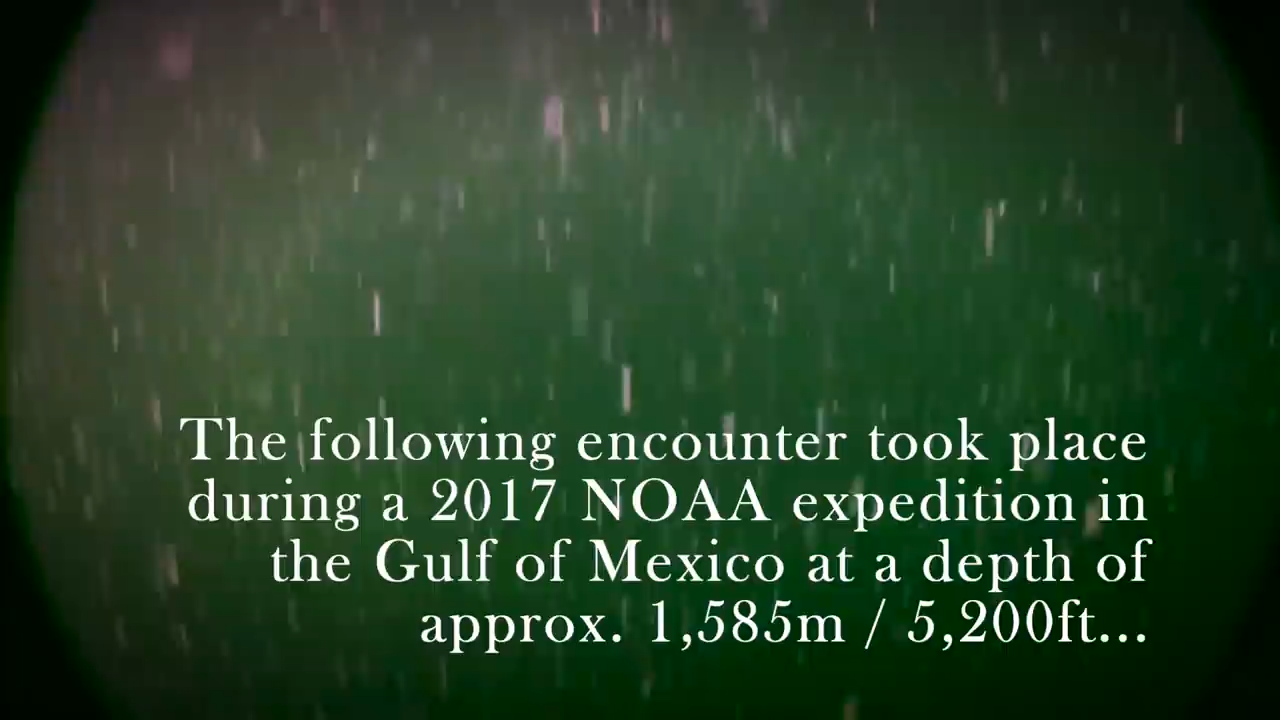 The following encounter took place
during a 2017 NOAA expedition in
the Gulf of Mexico at a depth of
approx. 1,585m / 5,200ft...